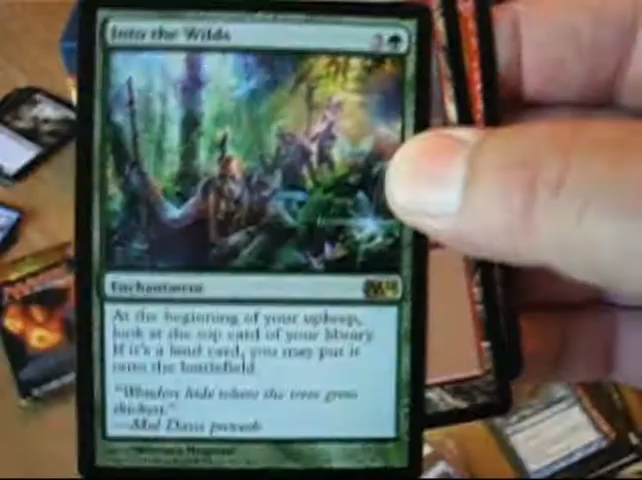 Into the Wilds
3
Enchantment
At the beginning of your upkeep,
look at the top card of your library.
If it's a land card, you may put it
onto the battlefield.
"Wonders hide where the trees grow
thickest."
—Mul Daya proverb